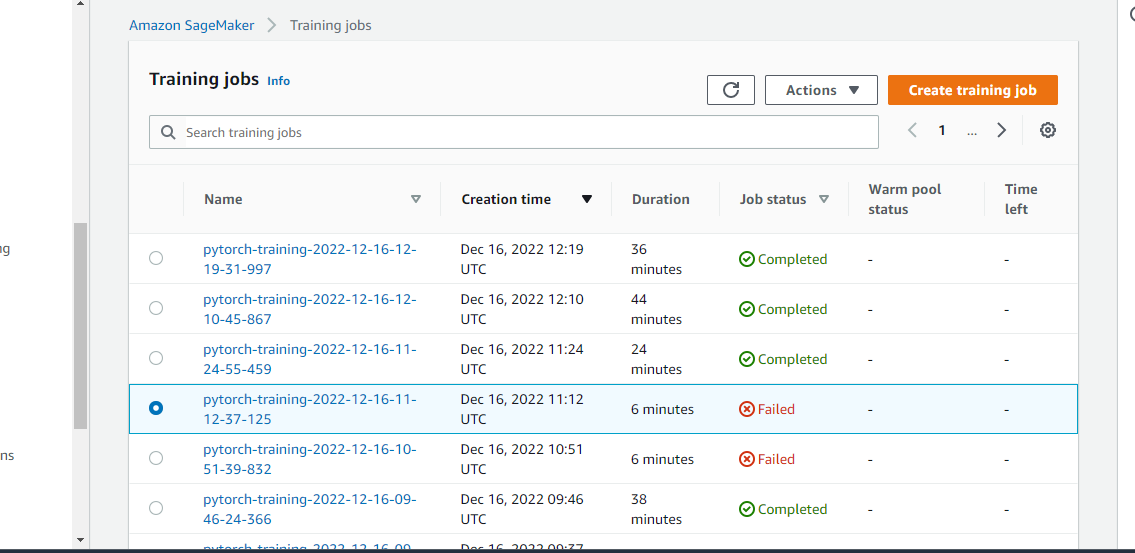 Amazon SageMaker > Training jobs
Training jobs Info
Actions
Create training job
Search training jobs
1 ...
Name Creation time Duration Job status Warm pool status Time left
pytorch-training-2022-12-16-12- Dec 16, 2022 12:19 36
19-31-997 UTC minutes Completed - -
pytorch-training-2022-12-16-12- Dec 16, 2022 12:10 44
10-45-867 UTC minutes Completed - -
pytorch-training-2022-12-16-11- Dec 16, 2022 11:24 24
24-55-459 UTC minutes Completed - -
pytorch-training-2022-12-16-11- Dec 16, 2022 11:12
12-37-125 UTC 6 minutes Failed - -
pytorch-training-2022-12-16-10- Dec 16, 2022 10:51
51-39-832 UTC 6 minutes Failed - -
pytorch-training-2022-12-16-09- Dec 16, 2022 09:46 38
46-24-366 UTC minutes Completed - -
pytorch-training-2022-12-16-09- Dec 16, 2022 09:37
ng
ns